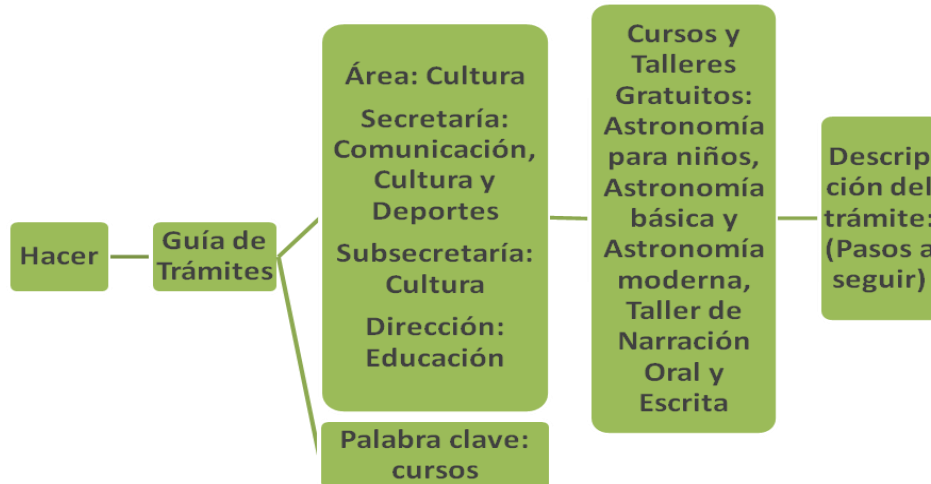 Hacer
Guía de
Trámites
Área: Cultura
Secretaría:
Comunicación,
Cultura y
Deportes
Subsecretaría:
Cultura
Dirección:
Educación
Palabra clave:
cursos
Cursos y
Talleres
Gratuitos:
Astronomía
para niños,
Astronomía
básica y
Astronomía
moderna,
Taller de
Narración
Oral y
Escrita
Descrip
ción del
trámite:
(Pasos a
seguir)